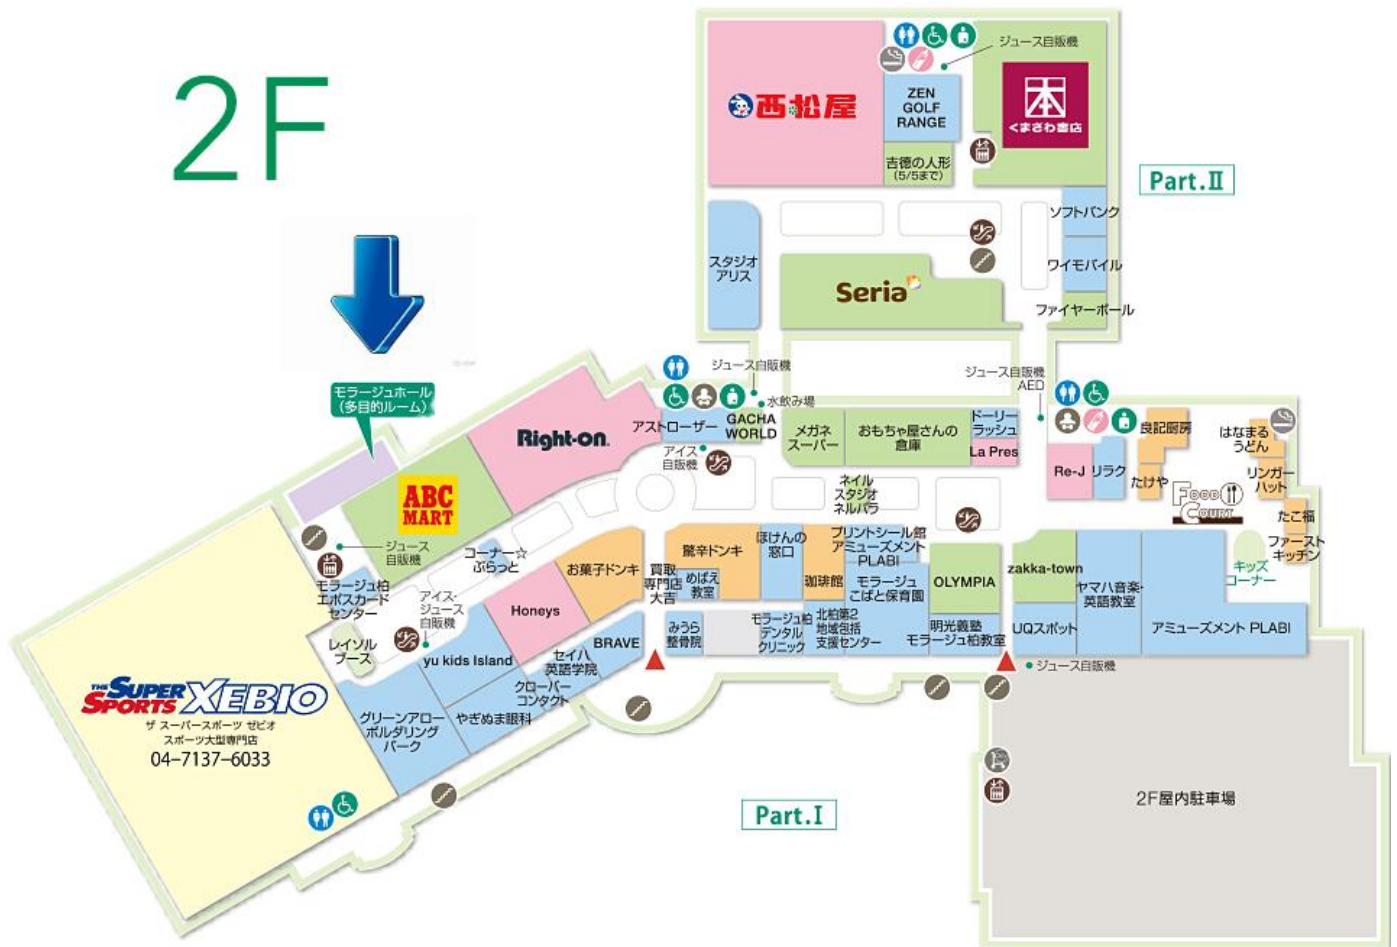 2F
西松屋
ZEN
GOLF
RANGE
吉徳の人形
(5/5まで)
ジュース自販機
本
くまざわ書店
Part.Ⅱ
ソフトバンク
ワイモバイル
ファイヤーボール
スタジオ
アリス
Seria
ジュース自販機
水飲み場
ジュース自販機
AED
モラージュホール
(多目的ルーム)
Right-on.
アストローザー
GACHA
WORLD
アイス
自販機
メガネ
スーパー
おもちゃ屋さんの
倉庫
ドーリー
ラッシュ
La Pres
Re-J
リラク
良記厨房
たけや
はなまる
うどん
リンガー
ハット
FOOD
COURT
たこ福
ファースト
キッチン
キッズ
コーナー
ABC
MART
ジュース
自販機
モラージュ柏
エポスカード
センター
コーナー☆
ぷらっと
アイス・
ジュース
自販機
レイソル
ブース
お菓子ドンキ
Honeys
yu kids Island
買取
専門店
大吉
驚辛ドンキ
めばえ
教室
ほけんの
窓口
珈琲館
ネイル
スタジオ
ネルパラ
プリントシール館
アミューズメント
PLABI
モラージュ
こばと保育園
OLYMPIA
zakka-town
ヤマハ音楽・
英語教室
アミューズメント PLABI
UQスポット
明光義塾
モラージュ柏教室
北柏第2
地域包括
支援センター
モラージュ柏
デンタル
クリニック
みうら
整骨院
BRAVE
セイハ
英語学院
クローバー
コンタクト
やぎぬま眼科
グリーンアロー
ボルダリング
パーク
THE SUPER
SPORTS XEBIO
ザ スーパースポーツ ゼビオ
スポーツ大型専門店
04-7137-6033
ジュース自販機
2F屋内駐車場
Part.Ⅰ